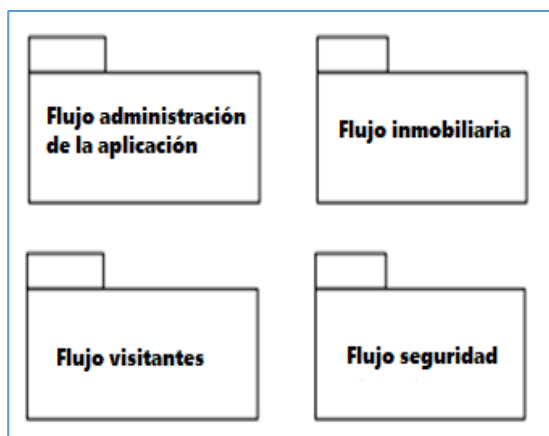 Flujo administración
de la aplicación
Flujo inmobiliaria
Flujo visitantes
Flujo seguridad